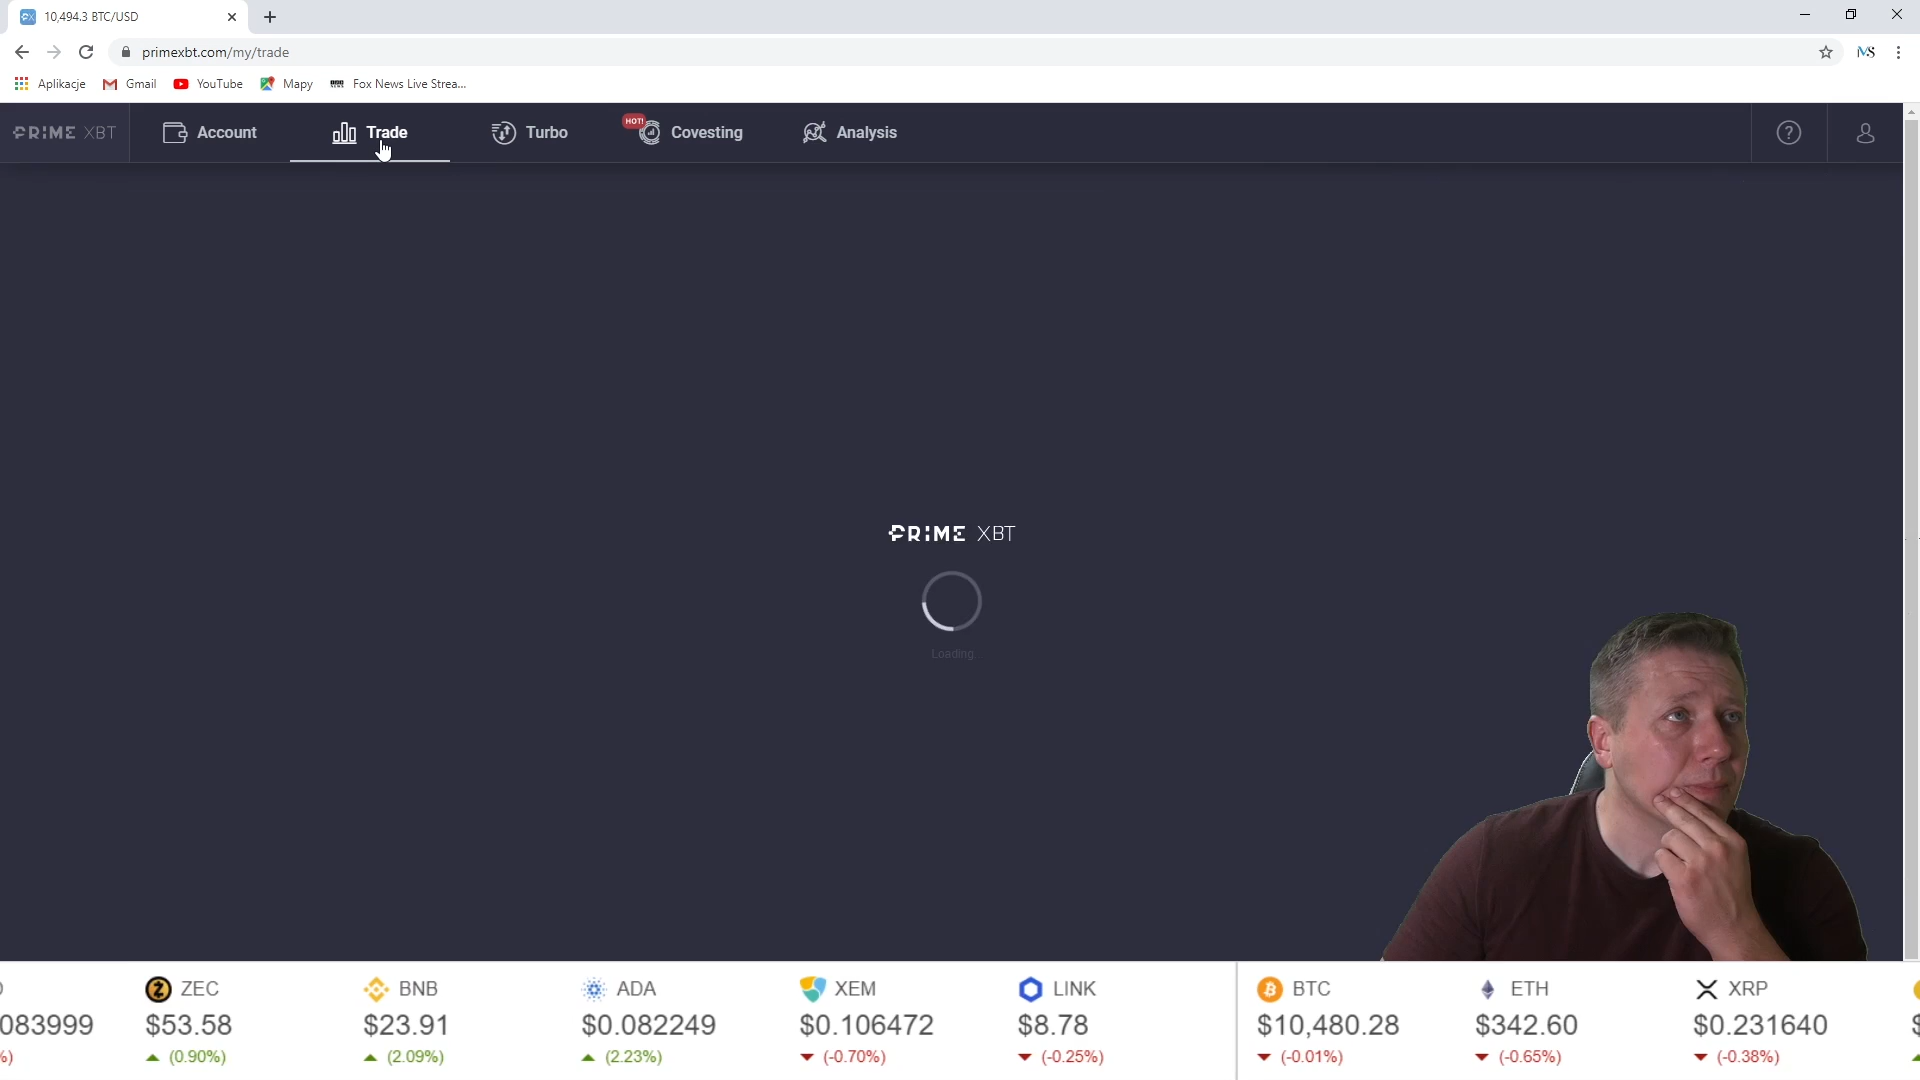 10,494.3 BTC/USD
primexbt.com/my/trade
Aplikacje Gmail YouTube Mapy Fox News Live Strea...
PRIME XBT Account Trade Turbo HOT! Covesting Analysis ?
PRIME XBT
Loading.
ZEC BNB ADA XEM LINK BTC ETH XRP
083999 $53.58 $23.91 $0.082249 $0.106472 $8.78 $10,480.28 $342.60 $0.231640 $
%) (0.90%) (2.09%) (2.23%) (-0.70%) (-0.25%) (-0.01%) (-0.65%) (-0.38%)